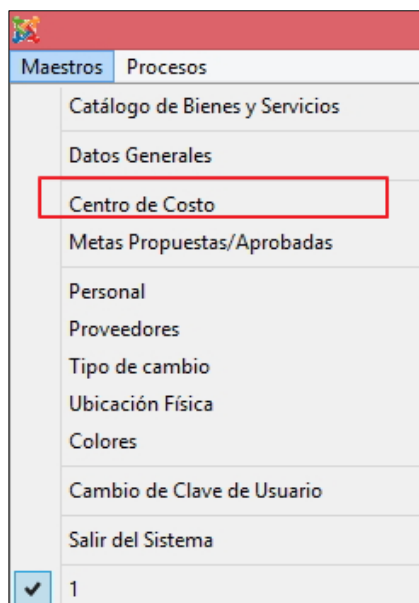 Maestros Procesos
Catálogo de Bienes y Servicios
Datos Generales
Centro de Costo
Metas Propuestas/Aprobadas
Personal
Proveedores
Tipo de cambio
Ubicación Física
Colores
Cambio de Clave de Usuario
Salir del Sistema
1